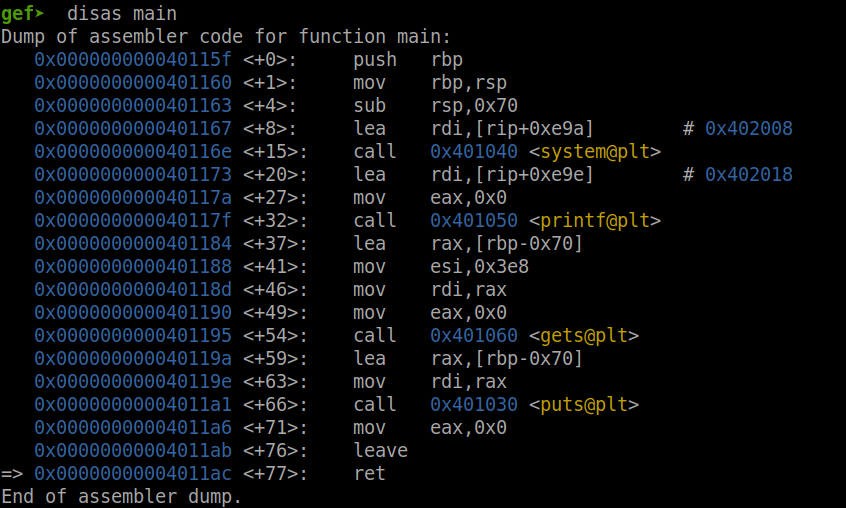 gef➤  disas main
Dump of assembler code for function main:
   0x000000000040115f <+0>:     push   rbp
   0x0000000000401160 <+1>:     mov    rbp,rsp
   0x0000000000401163 <+4>:     sub    rsp,0x70
   0x0000000000401167 <+8>:     lea    rdi,[rip+0xe9a]        # 0x402008
   0x000000000040116e <+15>:    call   0x401040 <system@plt>
   0x0000000000401173 <+20>:    lea    rdi,[rip+0xe9e]        # 0x402018
   0x000000000040117a <+27>:    mov    eax,0x0
   0x000000000040117f <+32>:    call   0x401050 <printf@plt>
   0x0000000000401184 <+37>:    lea    rax,[rbp-0x70]
   0x0000000000401188 <+41>:    mov    esi,0x3e8
   0x000000000040118d <+46>:    mov    rdi,rax
   0x0000000000401190 <+49>:    mov    eax,0x0
   0x0000000000401195 <+54>:    call   0x401060 <gets@plt>
   0x000000000040119a <+59>:    lea    rax,[rbp-0x70]
   0x000000000040119e <+63>:    mov    rdi,rax
   0x00000000004011a1 <+66>:    call   0x401030 <puts@plt>
   0x00000000004011a6 <+71>:    mov    eax,0x0
   0x00000000004011ab <+76>:    leave
=> 0x00000000004011ac <+77>:    ret
End of assembler dump.